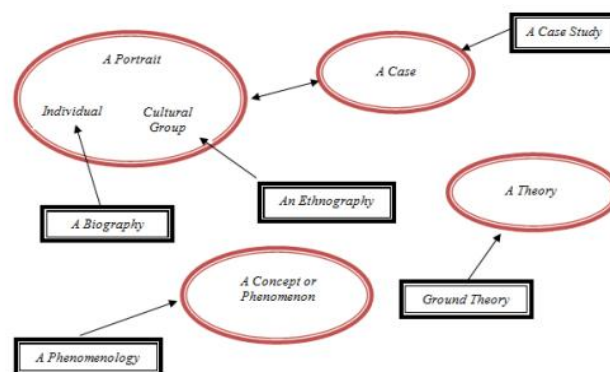 A Case Study
A Portrait
A Case
Individual
Cultural
Group
An Ethnography
A Theory
A Biography
A Concept or
Phenomenon
Ground Theory
A Phenomenology